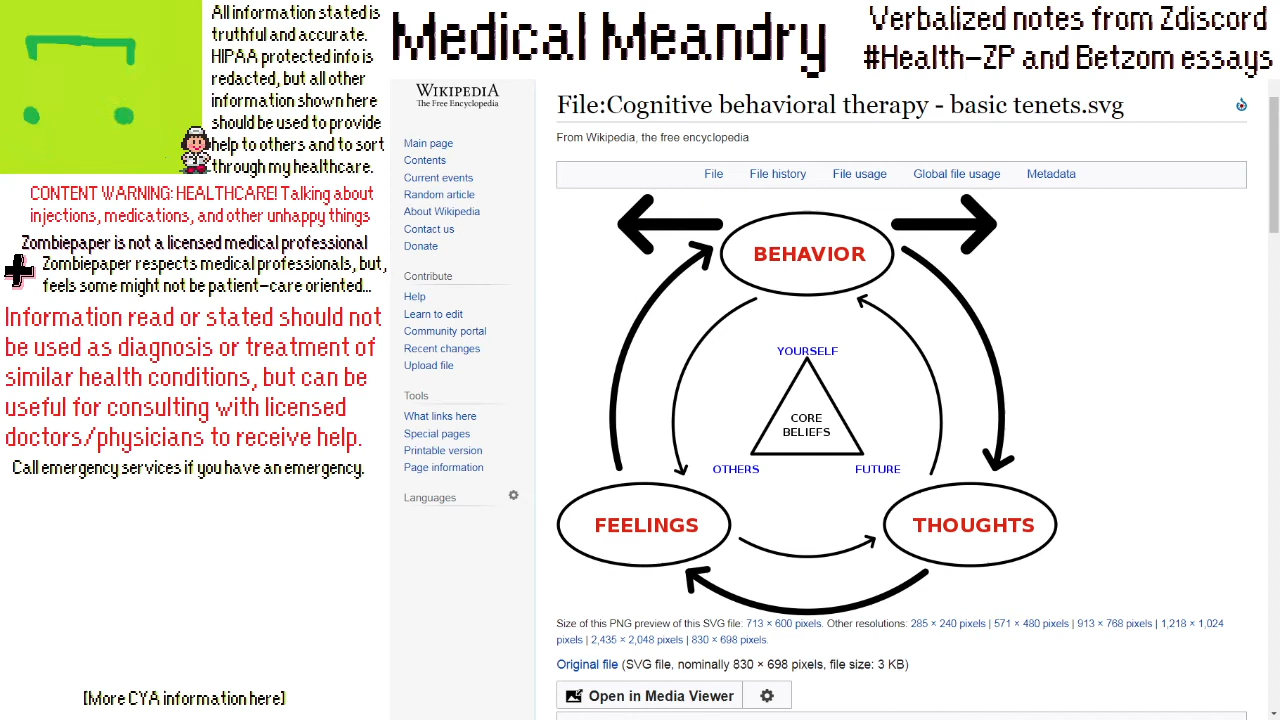 All information stated is
truthful and accurate.
HIPAA protected info is
redacted, but all other
information shown here
should be used to provide
help to others and to sort
through my healthcare.
CONTENT WARNING: HEALTHCARE! Talking about
injections, medications, and other unhappy things
Zombiepaper is not a licensed medical professional
Zombiepaper respects medical professionals, but,
feels some might not be patient-care oriented...
Information read or stated should not
be used as diagnosis or treatment of
similar health conditions, but can be
useful for consulting with licensed
doctors/physicians to receive help.
Call emergency services if you have an emergency.
[More CYA information here]
Medical Meandry
Verbalized notes from Zdiscord
#Health-ZP and Betzom essays
WIKIPEDIA
The Free Encyclopedia
Main page
Contents
Current events
Random article
About Wikipedia
Contact us
Donate
Contribute
Help
Learn to edit
Community portal
Recent changes
Upload file
Tools
What links here
Special pages
Printable version
Page information
Languages
File:Cognitive behavioral therapy - basic tenets.svg
From Wikipedia, the free encyclopedia
File File history File usage Global file usage Metadata
BEHAVIOR
YOURSELF
CORE
BELIEFS
OTHERS FUTURE
FEELINGS THOUGHTS
Size of this PNG preview of this SVG file: 713 × 600 pixels. Other resolutions: 285 × 240 pixels | 571 × 480 pixels | 913 × 768 pixels | 1,218 × 1,024
pixels | 2,435 × 2,048 pixels | 830 × 698 pixels.
Original file (SVG file, nominally 830 × 698 pixels, file size: 3 KB)
Open in Media Viewer